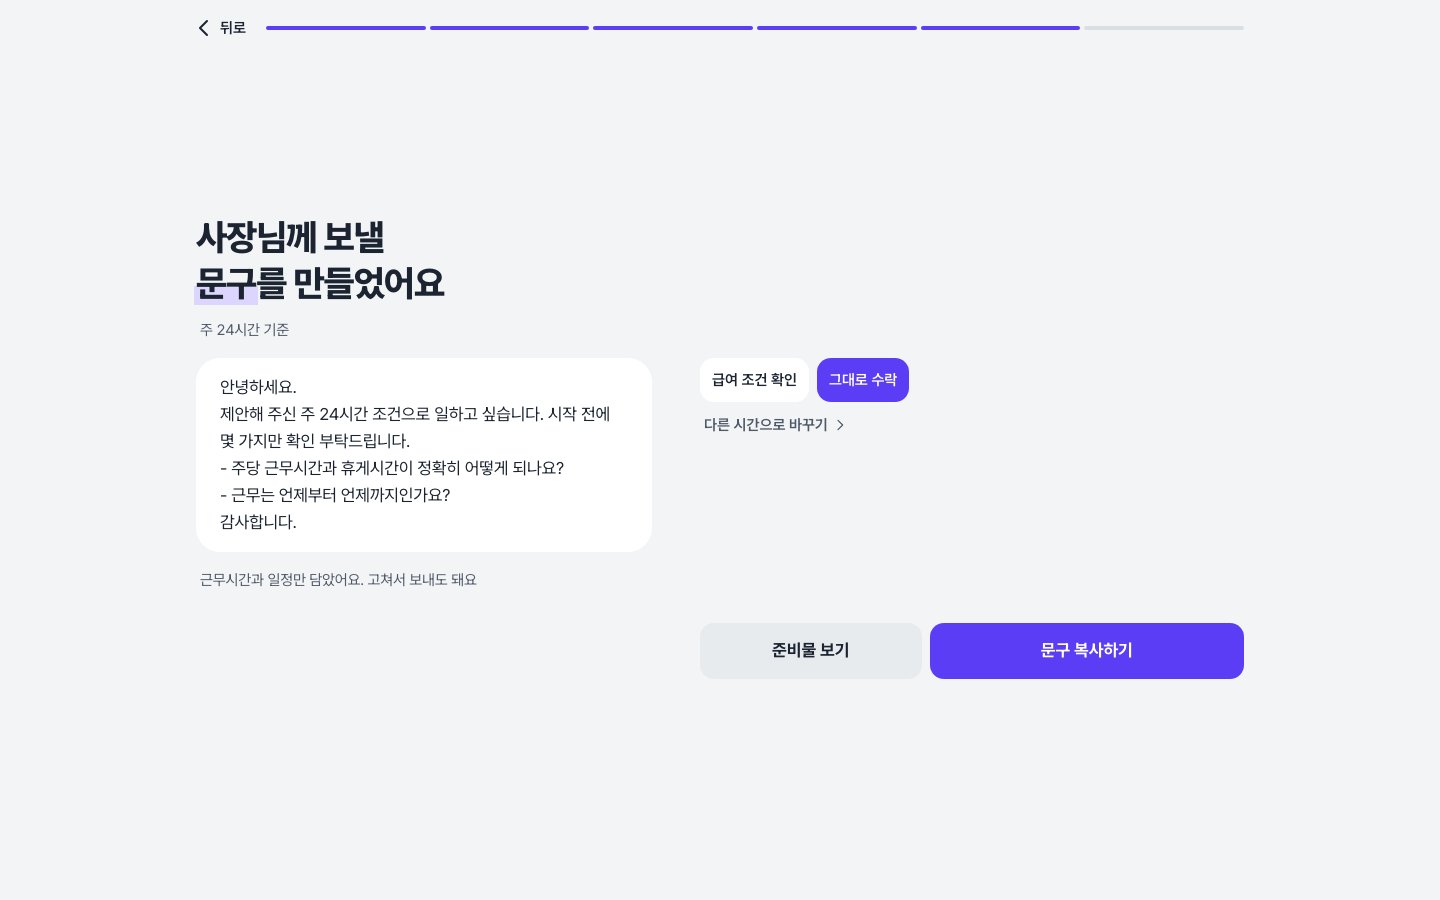 뒤로
사장님께 보낼
문구를 만들었어요
주 24시간 기준
안녕하세요.
제안해 주신 주 24시간 조건으로 일하고 싶습니다. 시작 전에
몇 가지만 확인 부탁드립니다.
- 주당 근무시간과 휴게시간이 정확히 어떻게 되나요?
- 근무는 언제부터 언제까지인가요?
감사합니다.
근무시간과 일정만 담았어요. 고쳐서 보내도 돼요
급여 조건 확인
그대로 수락
다른 시간으로 바꾸기
준비물 보기
문구 복사하기